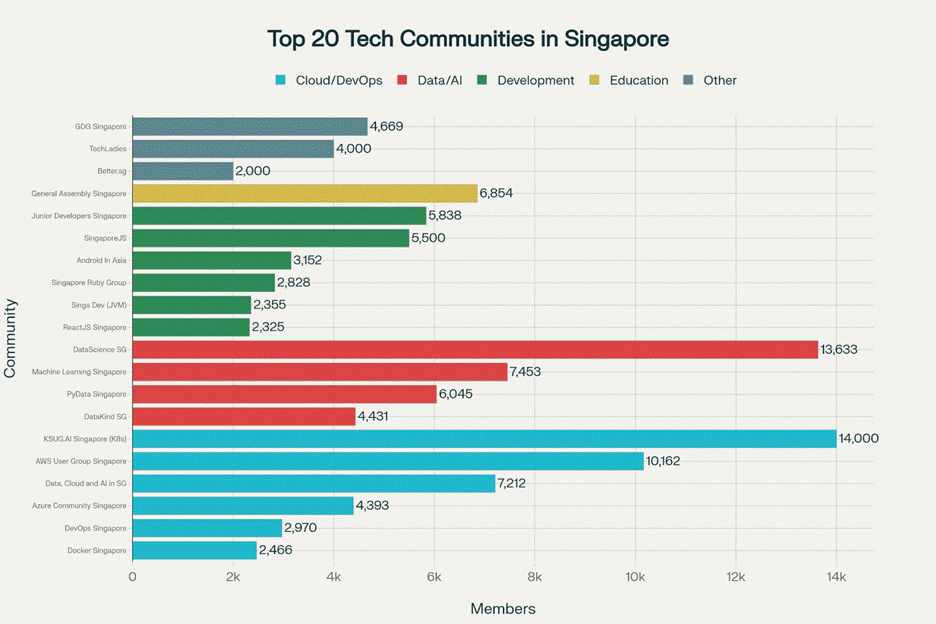 Top 20 Tech Communities in Singapore
Cloud/DevOps Data/AI Development Education Other
Community
GDG Singapore 4,669
TechLadies 4,000
Better.sg 2,000
General Assembly Singapore 6,854
Junior Developers Singapore 5,838
SingaporeJS 5,500
Android In Asia 3,152
Singapore Ruby Group 2,828
Singa Dev (JVM) 2,355
ReactJS Singapore 2,325
DataScience SG 13,633
Machine Learning Singapore 7,453
PyData Singapore 6,045
DataKind SG 4,431
KSUG.AI Singapore (K8s) 14,000
AWS User Group Singapore 10,162
Data, Cloud and AI in SG 7,212
Azure Community Singapore 4,393
DevOps Singapore 2,970
Docker Singapore 2,466
0 2k 4k 6k 8k 10k 12k 14k
Members